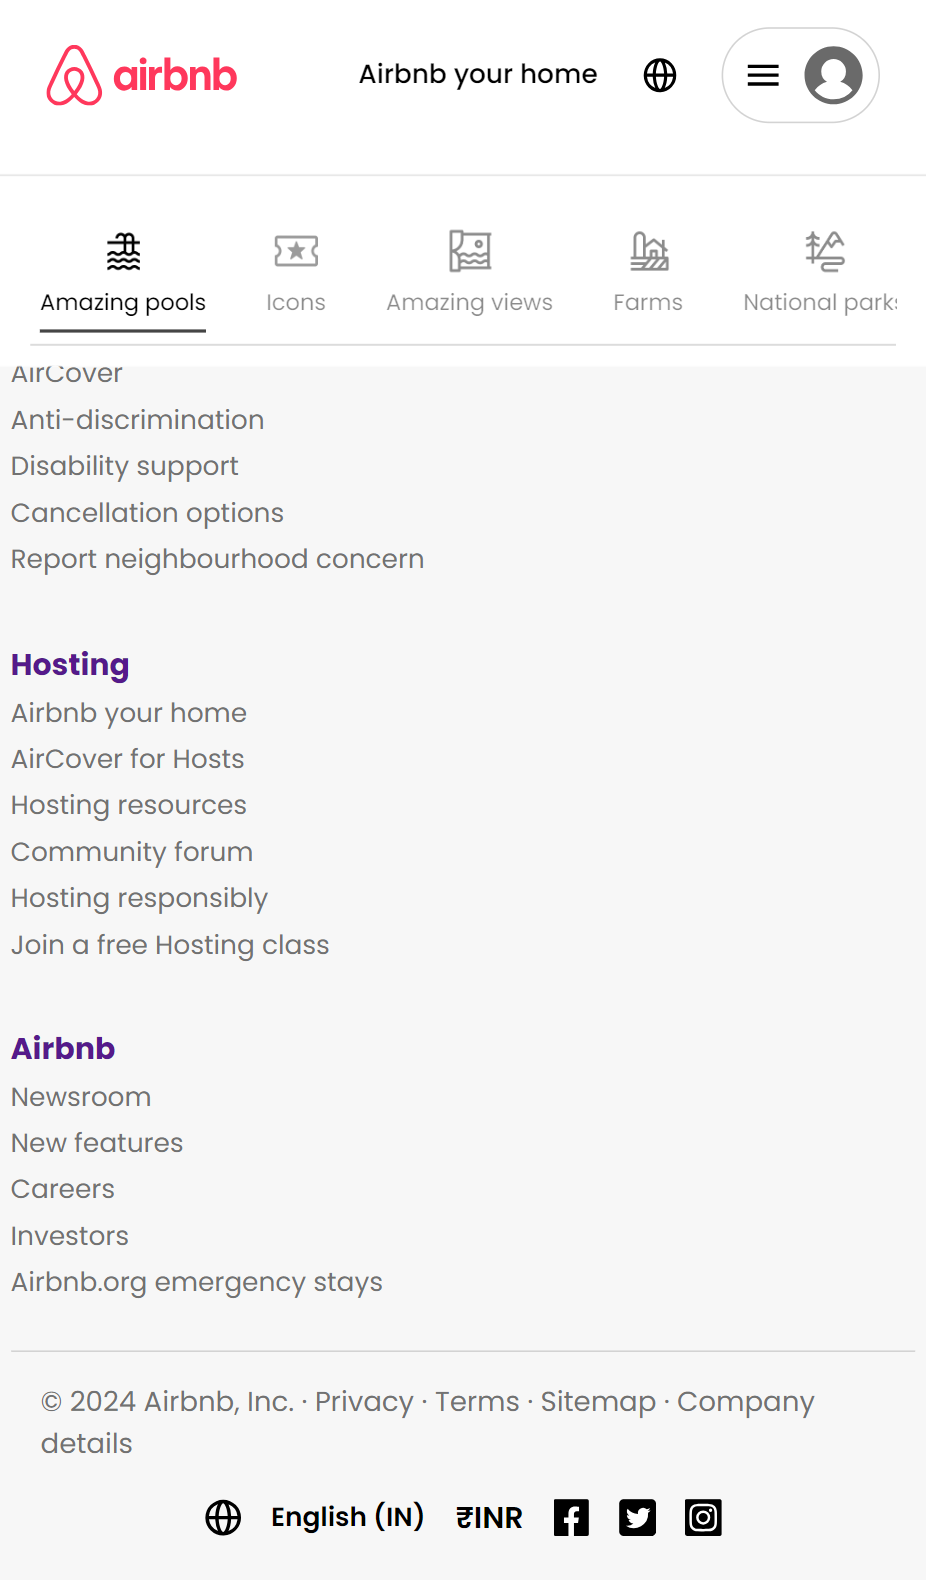 airbnb
Airbnb your home
Amazing pools
Icons
Amazing views
Farms
National parks
AirCover
Anti-discrimination
Disability support
Cancellation options
Report neighbourhood concern
Hosting
Airbnb your home
AirCover for Hosts
Hosting resources
Community forum
Hosting responsibly
Join a free Hosting class
Airbnb
Newsroom
New features
Careers
Investors
Airbnb.org emergency stays
© 2024 Airbnb, Inc. · Privacy · Terms · Sitemap · Company
details
English (IN) ₹INR